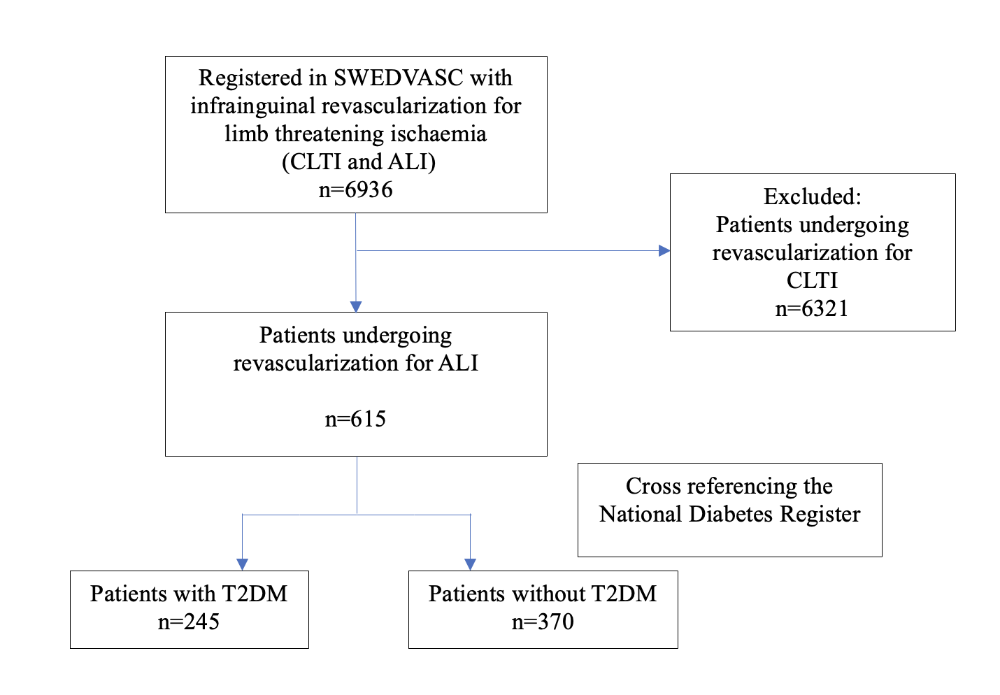 Registered in SWEDVASC with
infrainguinal revascularization for
limb threatening ischaemia
(CLTI and ALI)
n=6936
Excluded:
Patients undergoing
revascularization for
CLTI
n=6321
Patients undergoing
revascularization for ALI
n=615
Cross referencing the
National Diabetes Register
Patients with T2DM
n=245
Patients without T2DM
n=370